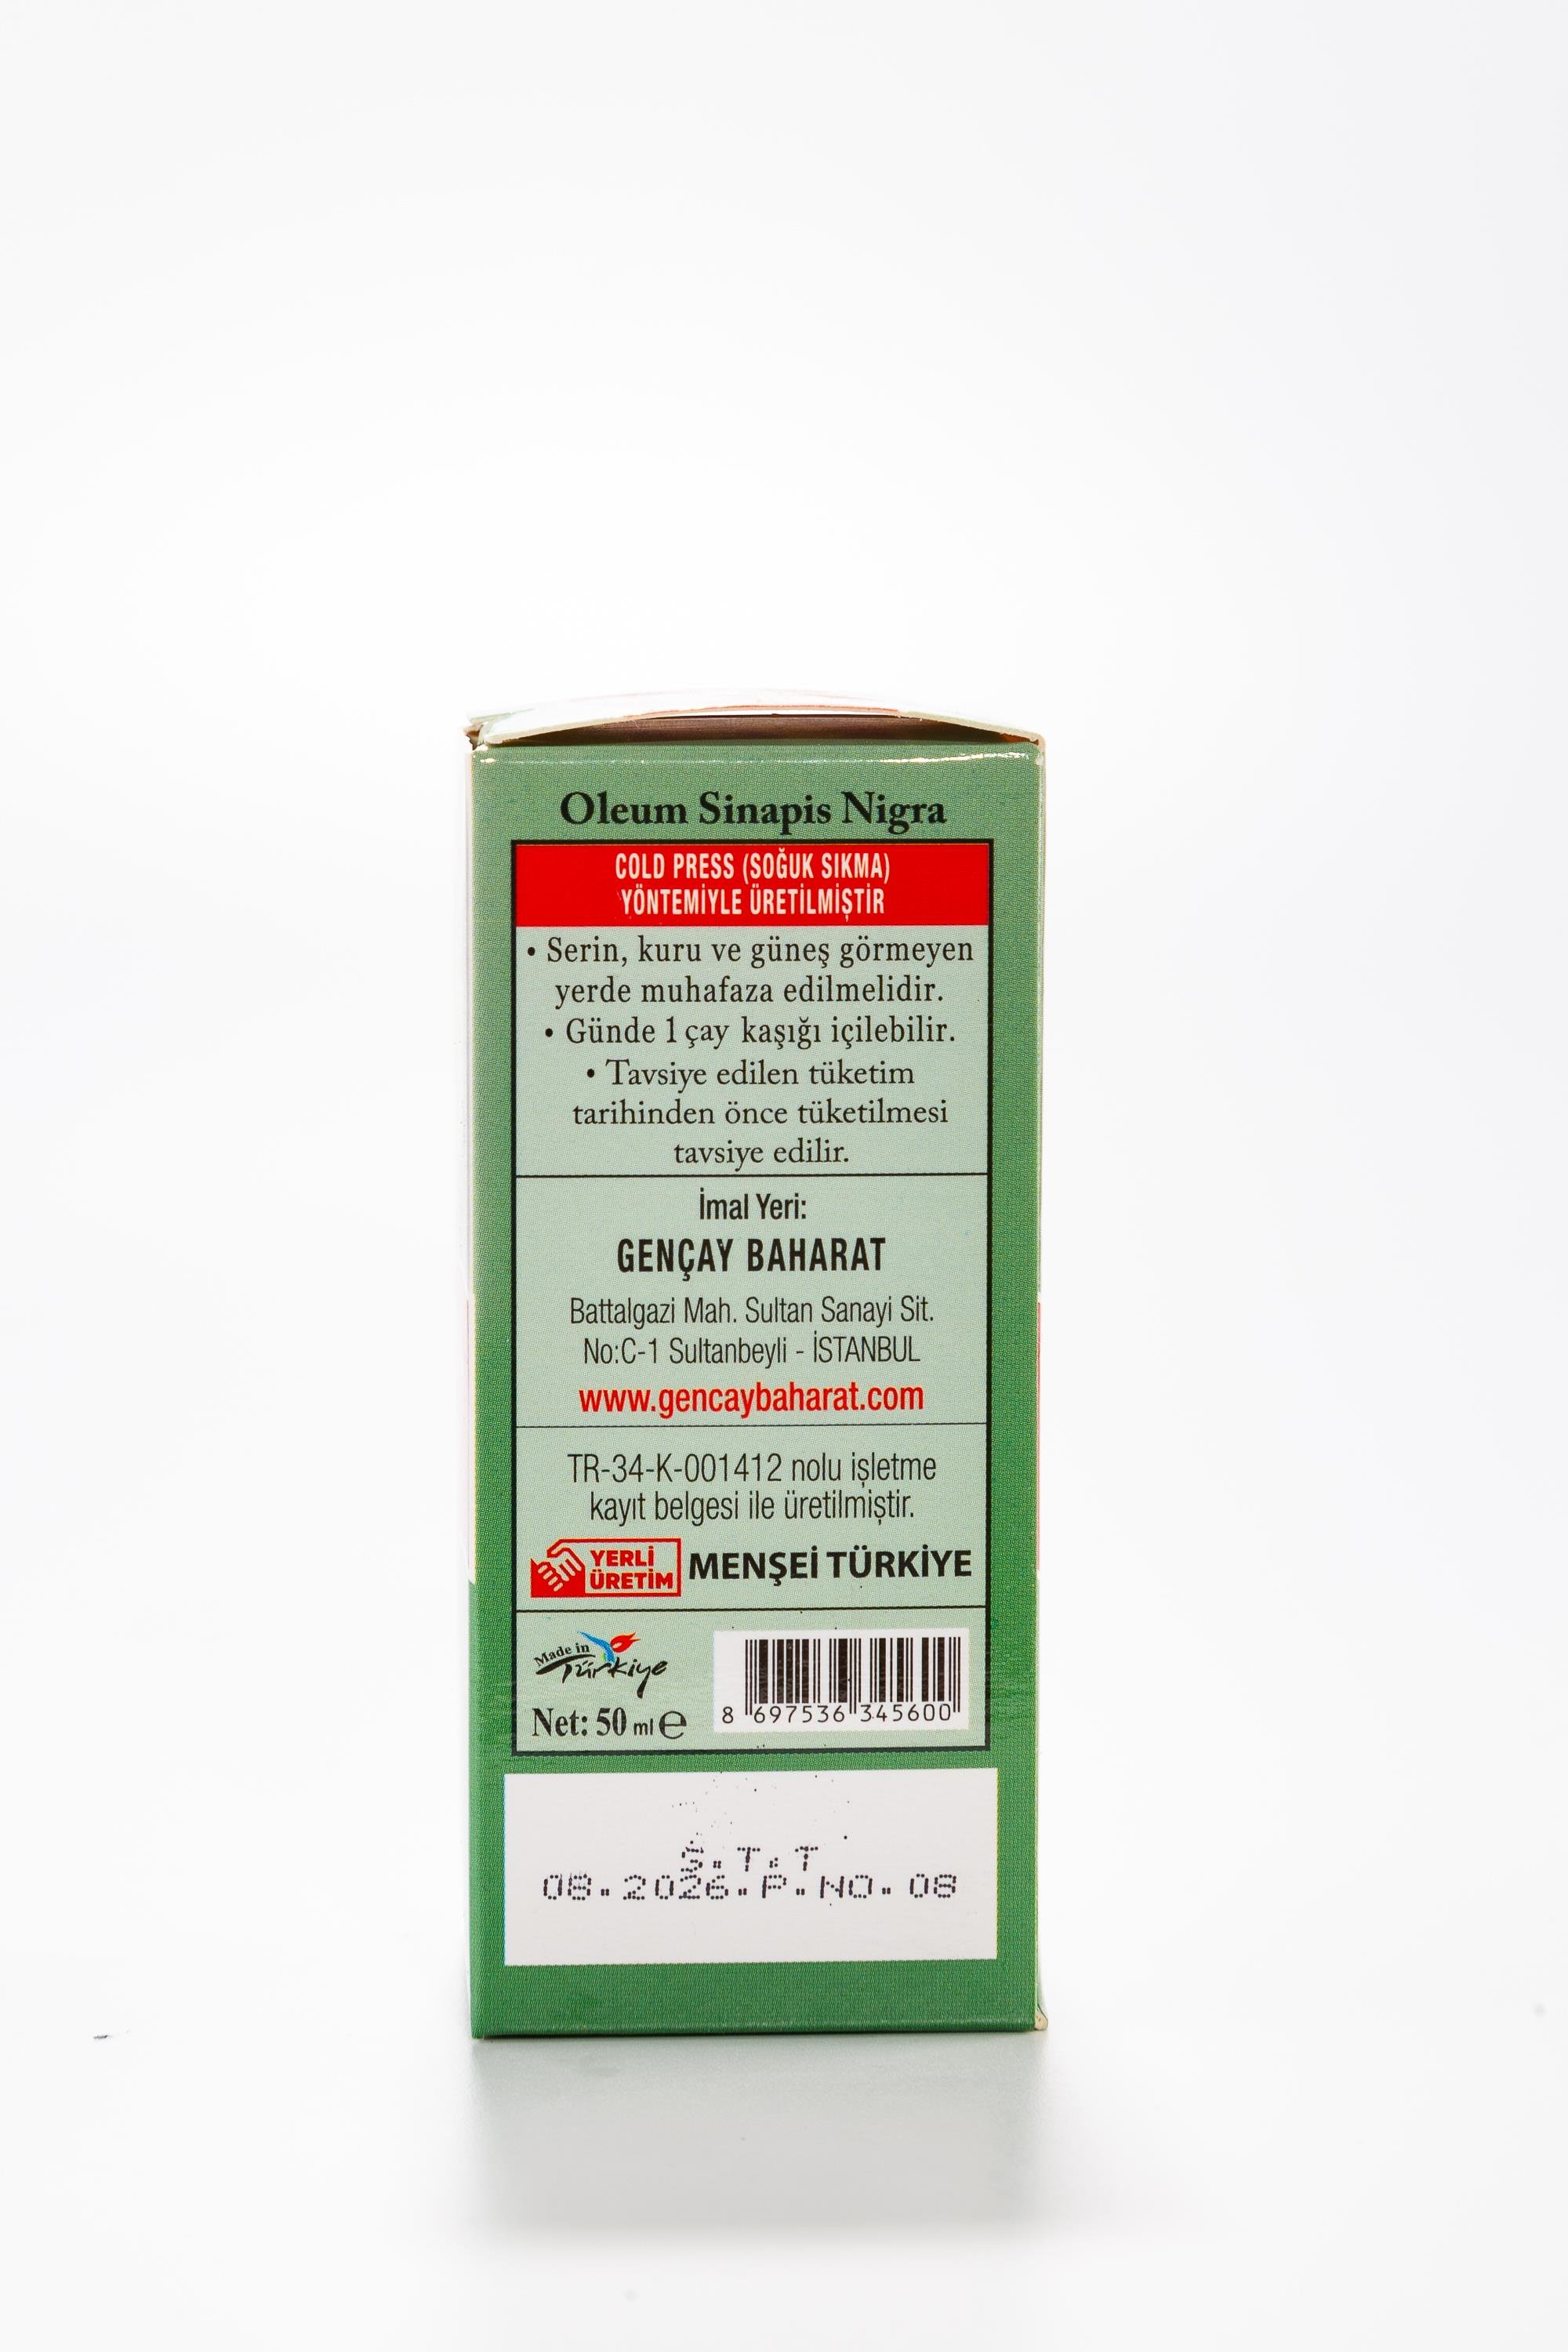 Oleum Sinapis Nigra
COLD PRESS (SOĞUK SIKMA)
YÖNTEMİYLE ÜRETİLMİŞTİR
• Serin, kuru ve güneş görmeyen
yerde muhafaza edilmelidir.
• Günde 1 çay kaşığı içilebilir.
• Tavsiye edilen tüketim
tarihinden önce tüketilmesi
tavsiye edilir.
İmal Yeri:
GENÇAY BAHARAT
Battalgazi Mah. Sultan Sanayi Sit.
No:C-1 Sultanbeyli - İSTANBUL
www.gencaybaharat.com
TR-34-K-001412 nolu işletme
kayıt belgesi ile üretilmiştir.
YERLİ
ÜRETİM
MENŞEİ TÜRKİYE
Made in
Türkiye
Net: 50 ml ℮
8 697536 345600
S.T.T
08.2026.P.NO.08